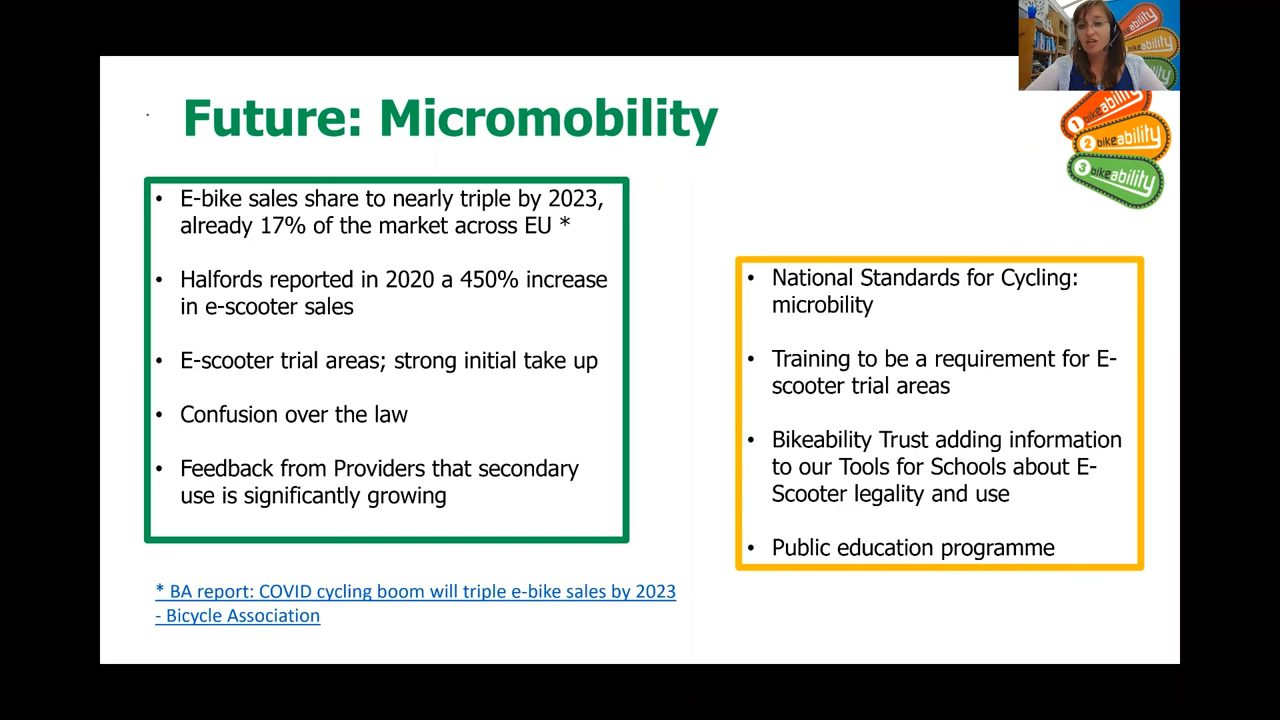 ability
bikeability
ability
Future: Micromobility
1 bikeability
2 bikeability
3 bikeability
• E-bike sales share to nearly triple by 2023,
already 17% of the market across EU *
• Halfords reported in 2020 a 450% increase
in e-scooter sales
• E-scooter trial areas; strong initial take up
• Confusion over the law
• Feedback from Providers that secondary
use is significantly growing
• National Standards for Cycling:
microbility
• Training to be a requirement for E-
scooter trial areas
• Bikeability Trust adding information
to our Tools for Schools about E-
Scooter legality and use
• Public education programme
* BA report: COVID cycling boom will triple e-bike sales by 2023
- Bicycle Association